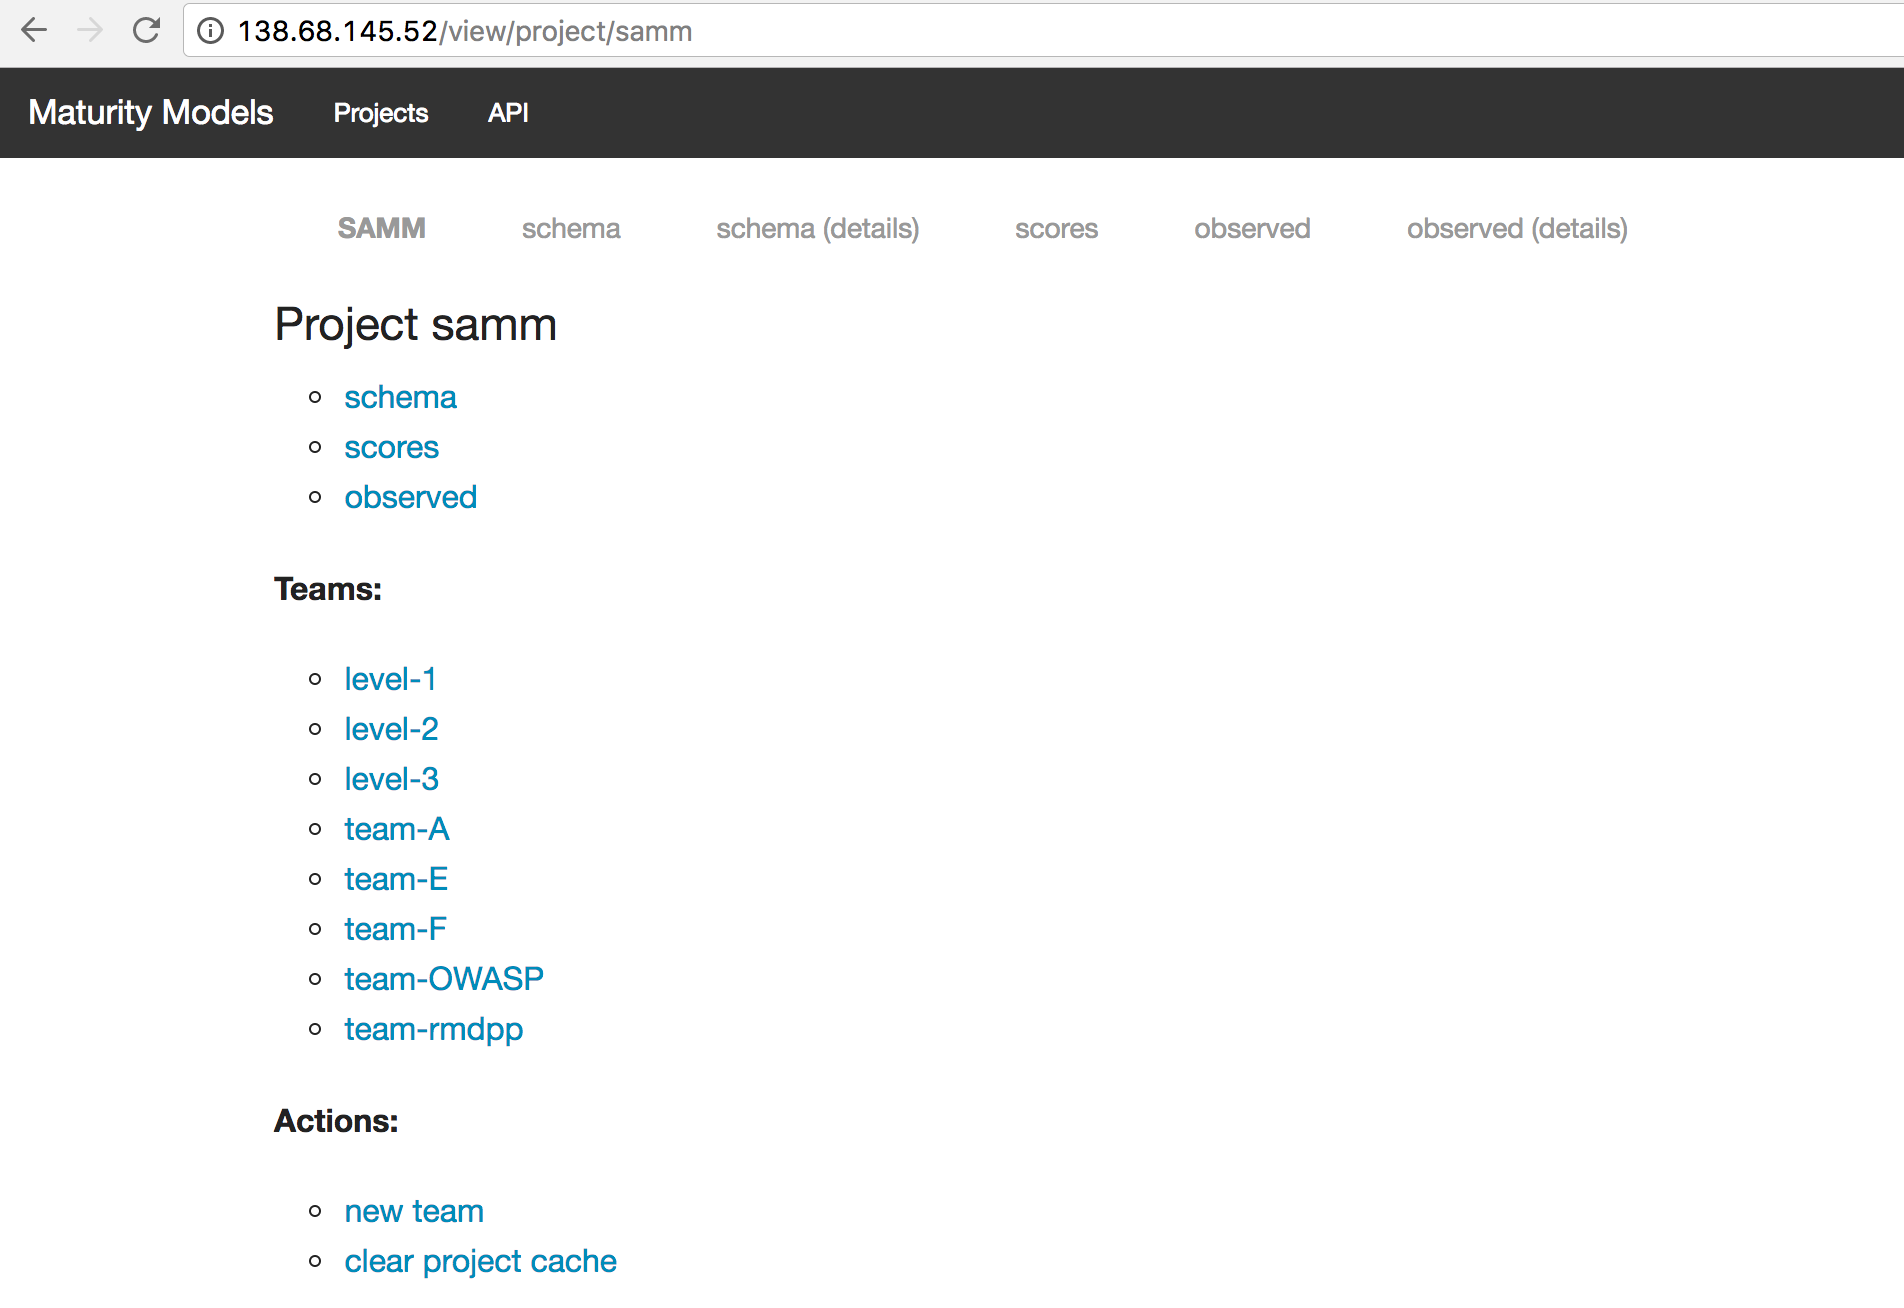 138.68.145.52/view/project/samm
Maturity Models Projects API
SAMM schema schema (details) scores observed observed (details)
Project samm
schema
scores
observed
Teams:
level-1
level-2
level-3
team-A
team-E
team-F
team-OWASP
team-rmdpp
Actions:
new team
clear project cache